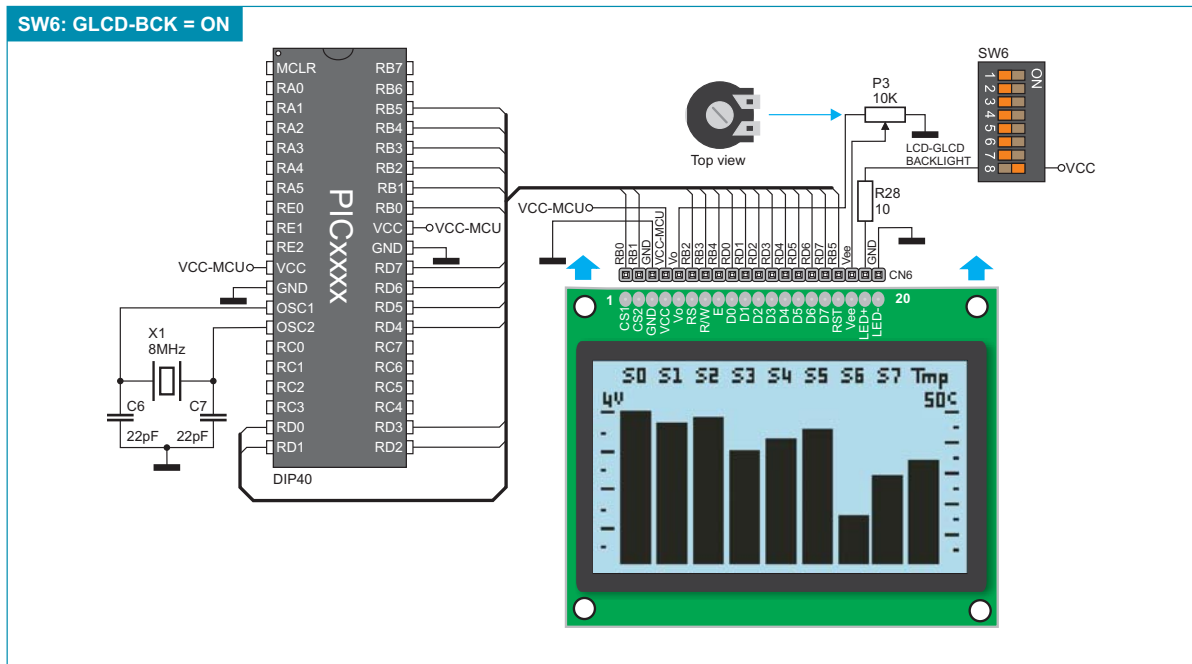 SW6: GLCD-BCK = ON
SW6
ON
1
2
3
4
5
6
7
8
VCC
P3
10K
Top view
LCD-GLCD
BACKLIGHT
R28
10
MCLR RB7
RA0 RB6
RA1 RB5
RA2 RB4
RA3 RB3
RA4 RB2
RA5 RB1
RE0 RB0
RE1 VCC VCC-MCU
RE2 GND
VCC-MCU VCC RD7
GND RD6
OSC1 RD5
OSC2 RD4
RC0 RC7
RC1 RC6
RC2 RC5
RC3 RC4
RD0 RD3
RD1 RD2
PICxxxx
DIP40
X1
8MHz
C6 C7
22pF 22pF
VCC-MCU
RB0
RB1
GND
VCC-MCU
Vo
RB2
RB3
RB4
RD0
RD1
RD2
RD3
RD4
RD5
RD6
RD7
RB5
Vee
GND
CN6
1 20
CS1
CS2
GND
VCC
Vo
RS
R/W
E
D0
D1
D2
D3
D4
D5
D6
D7
RST
Vee
LED+
LED-
S0 S1 S2 S3 S4 S5 S6 S7 Tmp
4V 50C